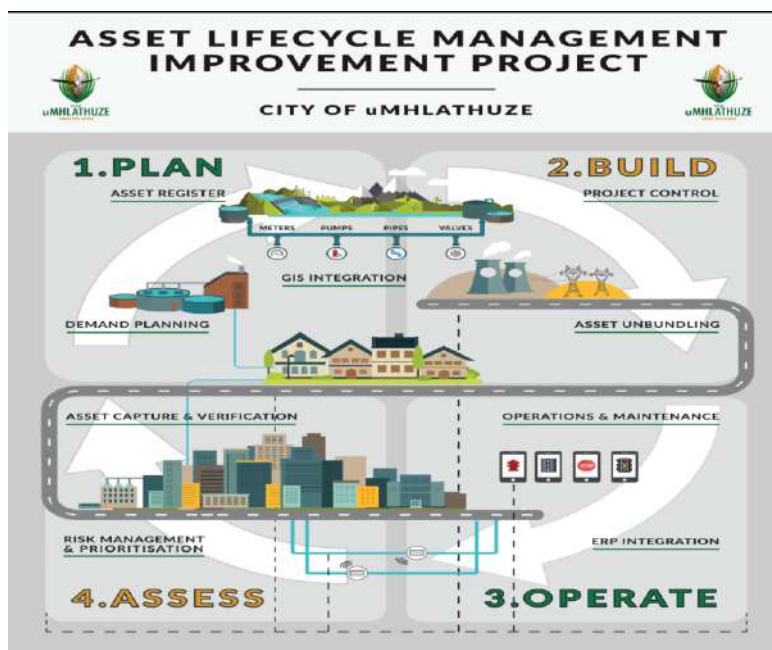 ASSET LIFECYCLE MANAGEMENT
IMPROVEMENT PROJECT
CITY OF uMHLATHUZE
uMHLATHUZE
uMHLATHUZE
1.PLAN
2.BUILD
ASSET REGISTER
PROJECT CONTROL
METERS
PUMPS
PIPES
VALVES
GIS INTEGRATION
DEMAND PLANNING
ASSET UNBUNDLING
ASSET CAPTURE & VERIFICATION
OPERATIONS & MAINTENANCE
STOP
RISK MANAGEMENT
& PRIORITISATION
ERP INTEGRATION
4.ASSESS
3.OPERATE